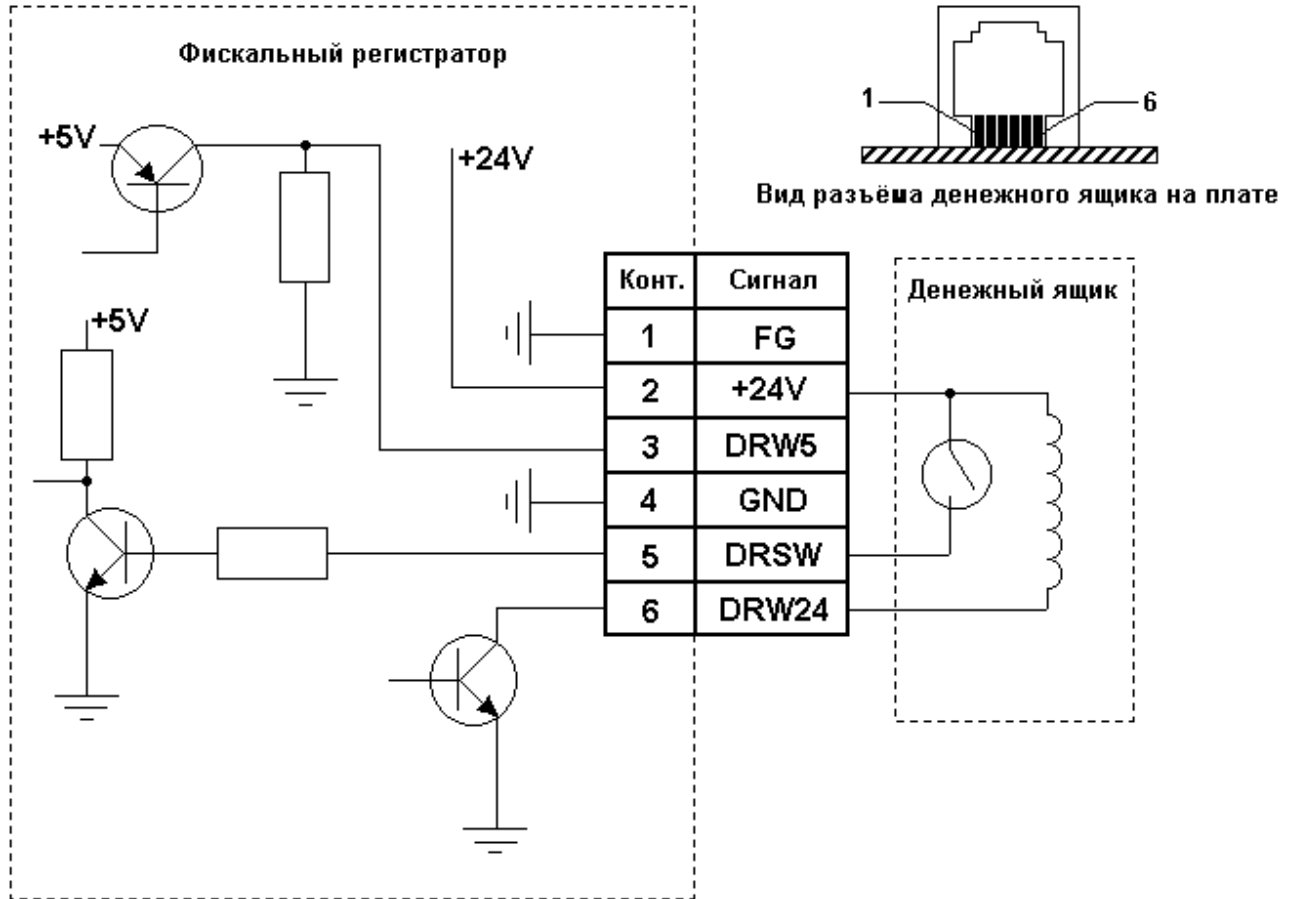 Фискальный регистратор
+5V
+24V
+5V
1
6
Вид разъёма денежного ящика на плате
Конт. Сигнал
1 FG
2 +24V
3 DRW5
4 GND
5 DRSW
6 DRW24
Денежный ящик